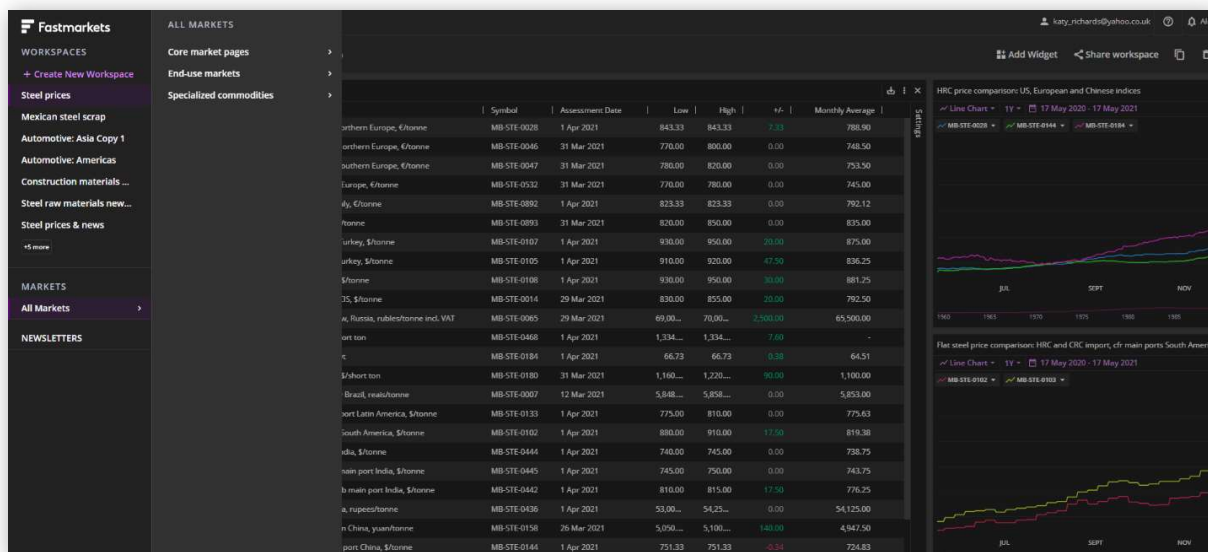 Fastmarkets
WORKSPACES
+ Create New Workspace
Steel prices
Mexican steel scrap
Automotive: Asia Copy 1
Automotive: Americas
Construction materials ...
Steel raw materials new...
Steel prices & news
+5 more
MARKETS
All Markets
NEWSLETTERS
ALL MARKETS
Core market pages
End-use markets
Specialized commodities
katy_richards@yahoo.co.uk
Add Widget
Share workspace
Symbol Assessment Date Low High +/- Monthly Average
Settings
orthern Europe, €/tonne MB-STE-0028 1 Apr 2021 843.33 843.33 7.33 788.90
orthern Europe, €/tonne MB-STE-0046 31 Mar 2021 770.00 800.00 0.00 748.50
outhern Europe, €/tonne MB-STE-0047 31 Mar 2021 780.00 820.00 0.00 753.50
Europe, €/tonne MB-STE-0532 31 Mar 2021 770.00 780.00 0.00 745.00
ly, €/tonne MB-STE-0892 1 Apr 2021 823.33 823.33 0.00 792.12
/tonne MB-STE-0893 31 Mar 2021 820.00 850.00 0.00 835.00
Turkey, $/tonne MB-STE-0107 1 Apr 2021 930.00 950.00 20.00 875.00
urkey, $/tonne MB-STE-0105 1 Apr 2021 910.00 920.00 47.50 836.25
$/tonne MB-STE-0108 1 Apr 2021 930.00 950.00 30.00 881.25
IS, $/tonne MB-STE-0014 29 Mar 2021 830.00 855.00 20.00 792.50
w, Russia, rubles/tonne incl. VAT MB-STE-0065 29 Mar 2021 69,00... 70,00... 2,500.00 65,500.00
ort ton MB-STE-0468 1 Apr 2021 1,334.... 1,334.... 7.60 -
t MB-STE-0184 1 Apr 2021 66.73 66.73 0.38 64.51
$/short ton MB-STE-0180 31 Mar 2021 1,160.... 1,220.... 90.00 1,100.00
Brazil, reais/tonne MB-STE-0007 12 Mar 2021 5,848.... 5,858.... 0.00 5,853.00
port Latin America, $/tonne MB-STE-0133 1 Apr 2021 775.00 810.00 0.00 775.63
South America, $/tonne MB-STE-0102 1 Apr 2021 880.00 910.00 17.50 819.38
dia, $/tonne MB-STE-0444 1 Apr 2021 740.00 745.00 0.00 738.75
main port India, $/tonne MB-STE-0445 1 Apr 2021 745.00 750.00 0.00 743.75
b main port India, $/tonne MB-STE-0442 1 Apr 2021 810.00 815.00 17.50 776.25
a, rupees/tonne MB-STE-0436 1 Apr 2021 53,00... 54,25... 0.00 54,125.00
n China, yuan/tonne MB-STE-0158 26 Mar 2021 5,050.... 5,100.... 140.00 4,947.50
port China, $/tonne MB-STE-0144 1 Apr 2021 751.33 751.33 -0.34 724.83
HRC price comparison: US, European and Chinese indices
Line Chart 1Y 17 May 2020 - 17 May 2021
MB-STE-0028 MB-STE-0144 MB-STE-0184
JUL SEPT NOV
1960 1965 1970 1975 1980 1985
Flat steel price comparison: HRC and CRC import, cfr main ports South Amer
Line Chart 1Y 17 May 2020 - 17 May 2021
MB-STE-0102 MB-STE-0103
JUL SEPT NOV